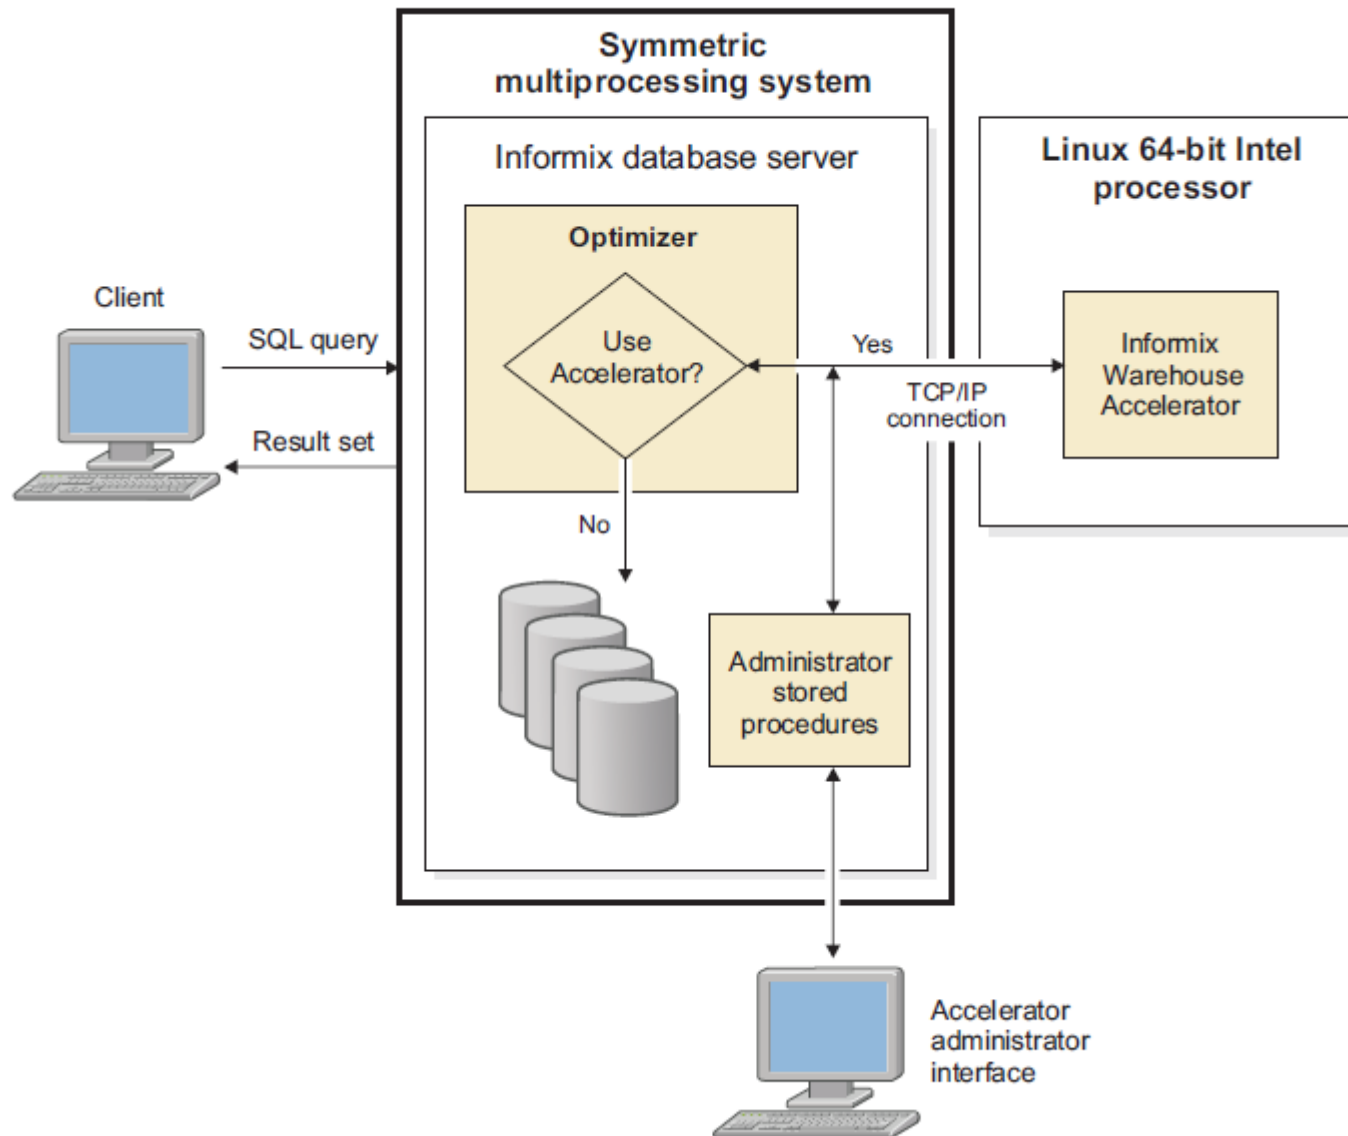 Symmetric
multiprocessing system
Informix database server
Linux 64-bit Intel
processor
Optimizer
Client
SQL query
Use
Accelerator?
Yes
Informix
Warehouse
Accelerator
TCP/IP
connection
Result set
No
Administrator
stored
procedures
Accelerator
administrator
interface